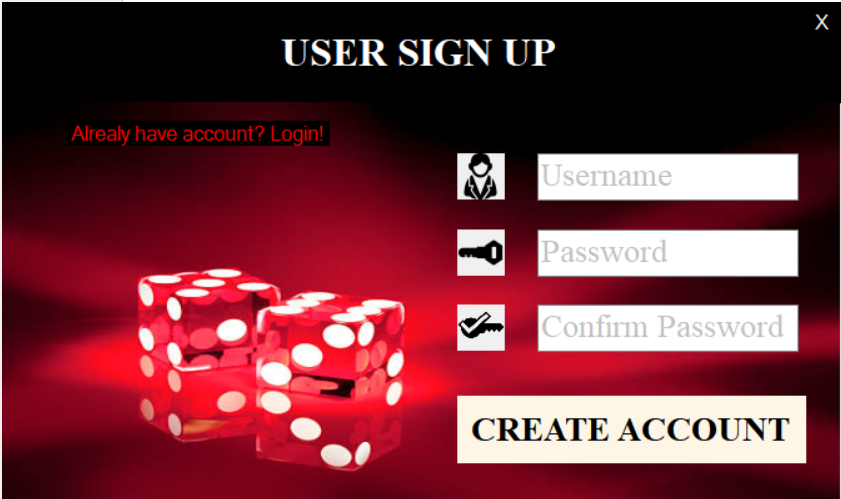 X
USER SIGN UP
Alrealy have account? Login!
Username
Password
Confirm Password
CREATE ACCOUNT